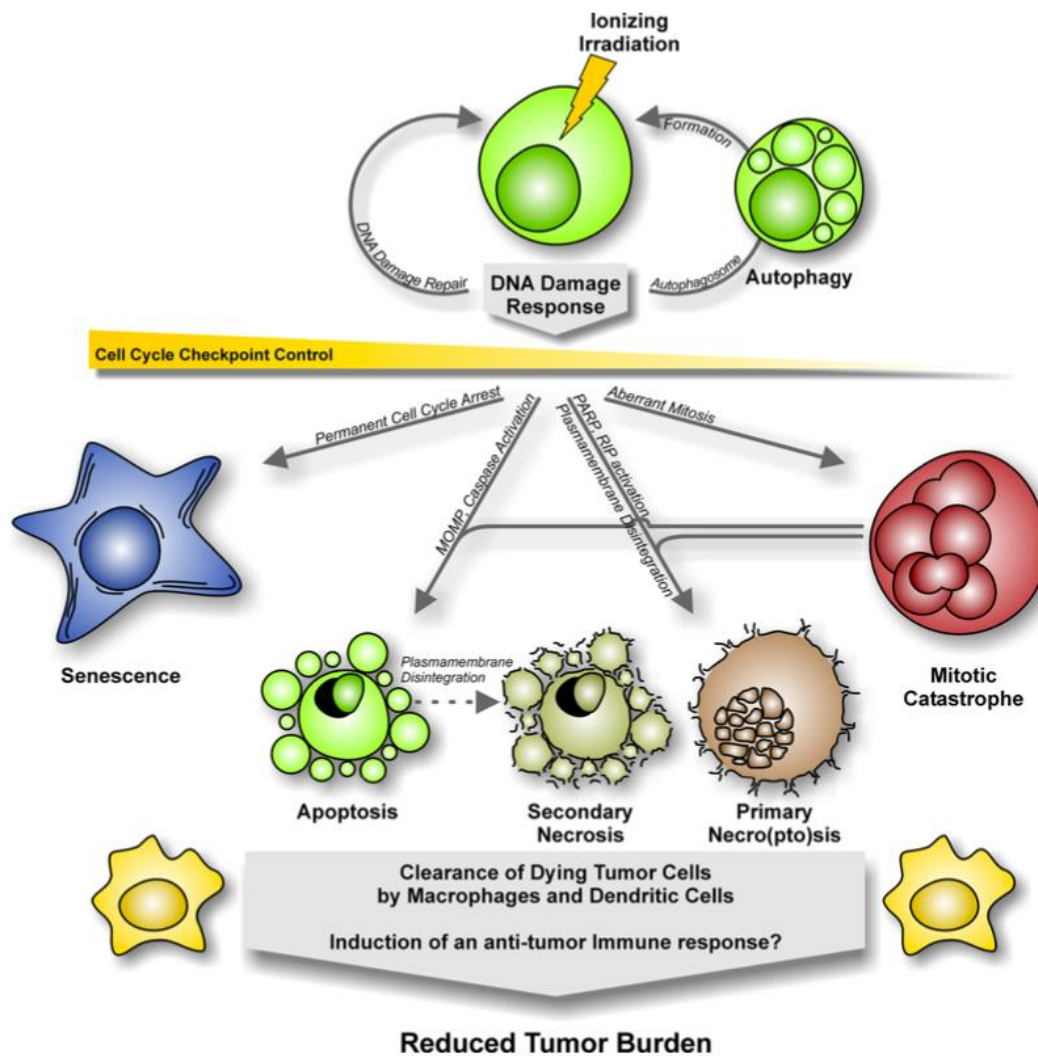 Ionizing
Irradiation
Formation
DNA Damage Repair
Autophagosome
Autophagy
DNA Damage
Response
Cell Cycle Checkpoint Control
Permanent Cell Cycle Arrest
MOMP, Caspase Activation
PARP, RIP activation
Plasmamembrane Disintegration
Aberrant Mitosis
Senescence
Mitotic
Catastrophe
Plasmamembrane
Disintegration
Apoptosis
Secondary
Necrosis
Primary
Necro(pto)sis
Clearance of Dying Tumor Cells
by Macrophages and Dendritic Cells
Induction of an anti-tumor Immune response?
Reduced Tumor Burden